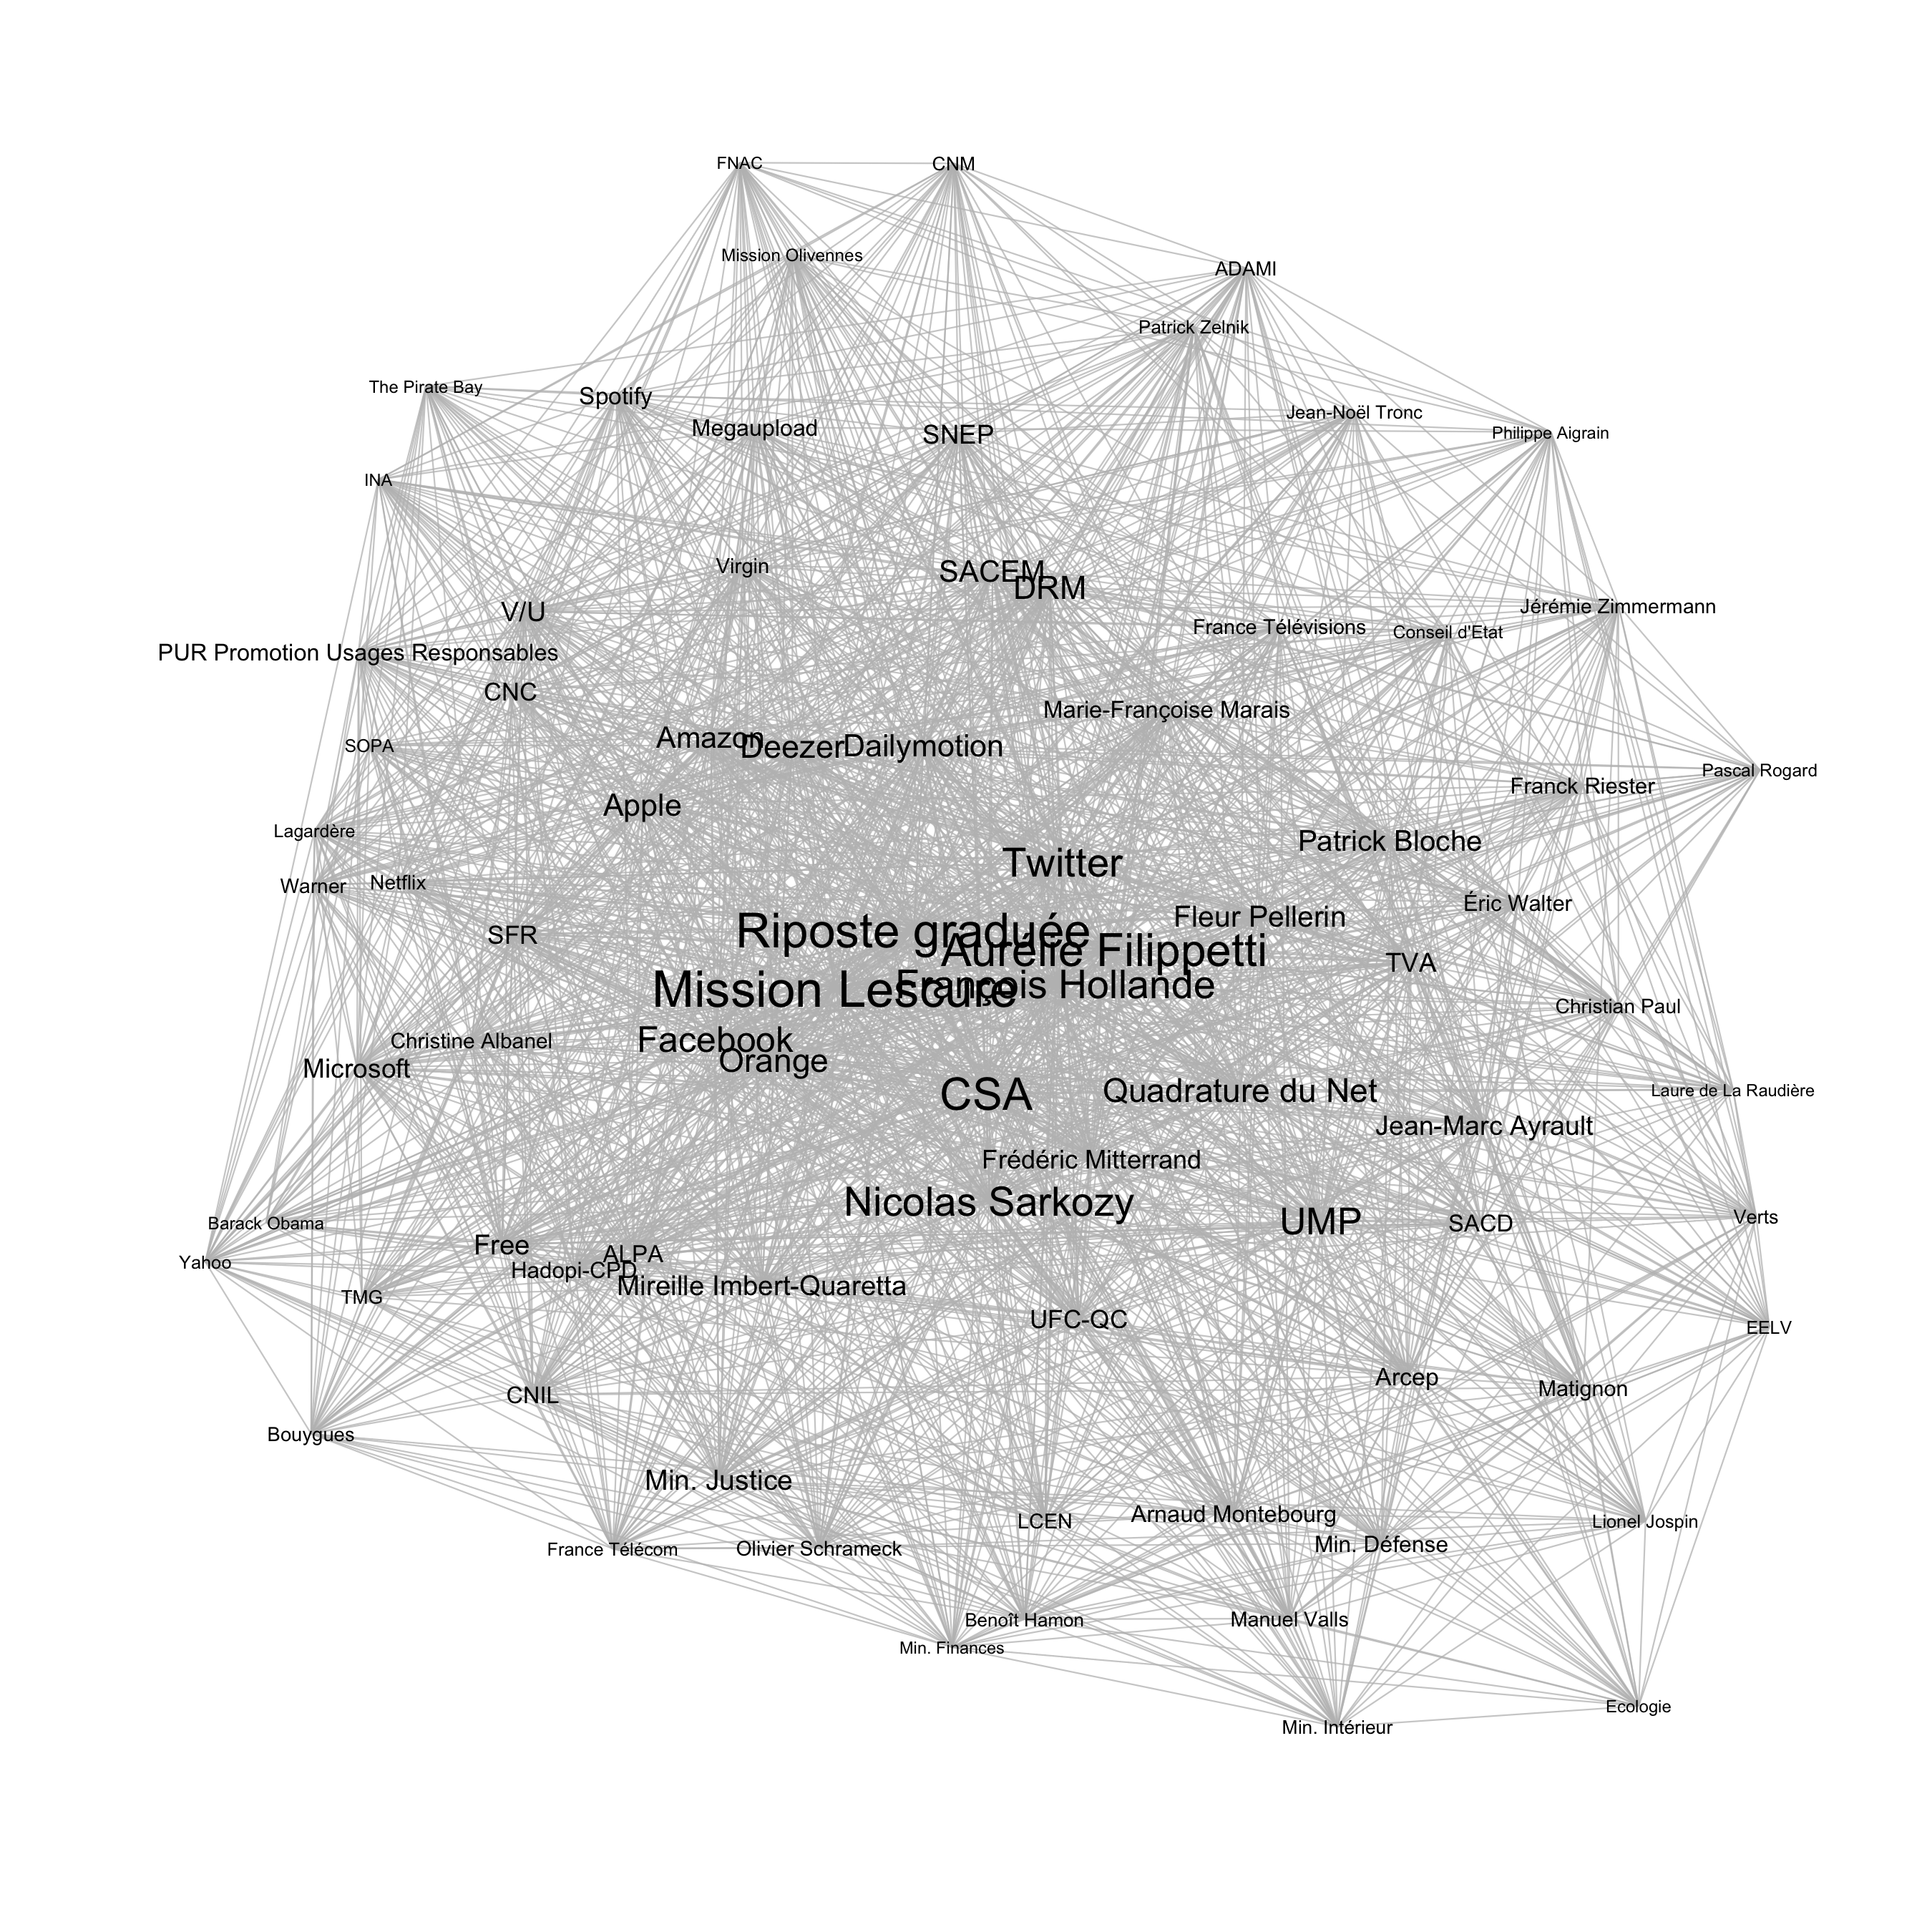 FNAC
CNM
Mission Olivennes
ADAMI
Patrick Zelnik
The Pirate Bay
Spotify
Jean-Noël Tronc
Megaupload
SNEP
Philippe Aigrain
INA
Virgin
SACEM
DRM
V/U
Jérémie Zimmermann
France Télévisions
Conseil d'Etat
PUR Promotion Usages Responsables
CNC
Marie-Françoise Marais
Amazon
Deezer
Dailymotion
SOPA
Pascal Rogard
Franck Riester
Apple
Lagardère
Patrick Bloche
Twitter
Warner
Netflix
Éric Walter
Fleur Pellerin
SFR
Riposte graduée
Aurélie Filippetti
TVA
Mission Lescure
François Hollande
Christian Paul
Facebook
Christine Albanel
Orange
Microsoft
CSA
Quadrature du Net
Laure de La Raudière
Jean-Marc Ayrault
Frédéric Mitterrand
Nicolas Sarkozy
UMP
SACD
Verts
Barack Obama
Free
ALPA
Yahoo
Hadopi-CPD
Mireille Imbert-Quaretta
TMG
UFC-QC
EELV
Arcep
Matignon
CNIL
Bouygues
Min. Justice
Arnaud Montebourg
LCEN
Lionel Jospin
Min. Défense
France Télécom
Olivier Schrameck
Benoît Hamon
Manuel Valls
Min. Finances
Ecologie
Min. Intérieur